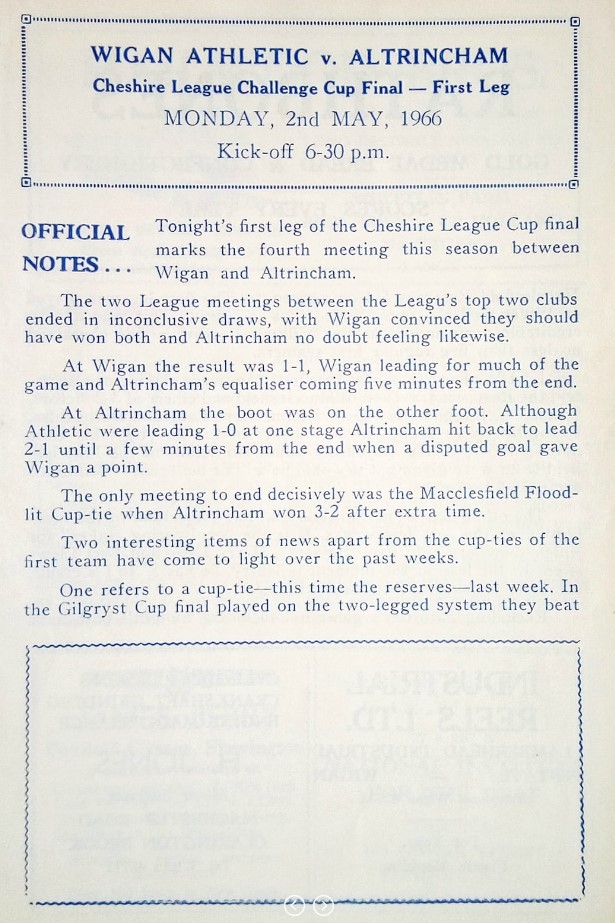 WIGAN ATHLETIC v. ALTRINCHAM
Cheshire League Challenge Cup Final — First Leg
MONDAY, 2nd MAY, 1966
Kick-off 6-30 p.m.
OFFICIAL
NOTES ...
Tonight's first leg of the Cheshire League Cup final
marks the fourth meeting this season between
Wigan and Altrincham.
The two League meetings between the Leagu's top two clubs
ended in inconclusive draws, with Wigan convinced they should
have won both and Altrincham no doubt feeling likewise.
At Wigan the result was 1-1, Wigan leading for much of the
game and Altrincham's equaliser coming five minutes from the end.
At Altrincham the boot was on the other foot. Although
Athletic were leading 1-0 at one stage Altrincham hit back to lead
2-1 until a few minutes from the end when a disputed goal gave
Wigan a point.
The only meeting to end decisively was the Macclesfield Flood-
lit Cup-tie when Altrincham won 3-2 after extra time.
Two interesting items of news apart from the cup-ties of the
first team have come to light over the past weeks.
One refers to a cup-tie—this time the reserves—last week. In
the Gilgryst Cup final played on the two-legged system they beat